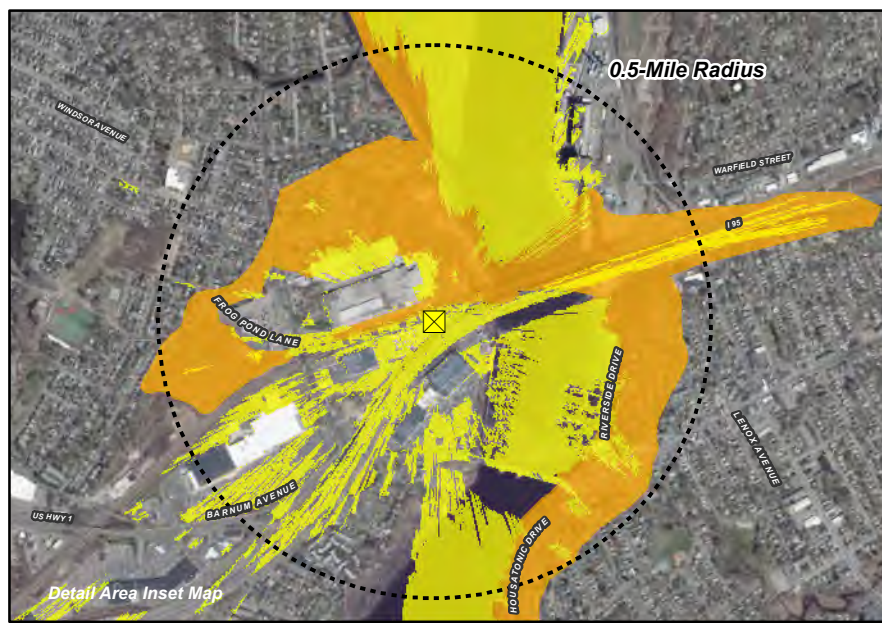 0.5-Mile Radius
WINDSOR AVENUE
WARFIELD STREET
I 95
FROG POND LANE
RIVERSIDE DRIVE
LENOX AVENUE
BARNUM AVENUE
US HWY 1
HOUSATONIC DRIVE
Detail Area Inset Map